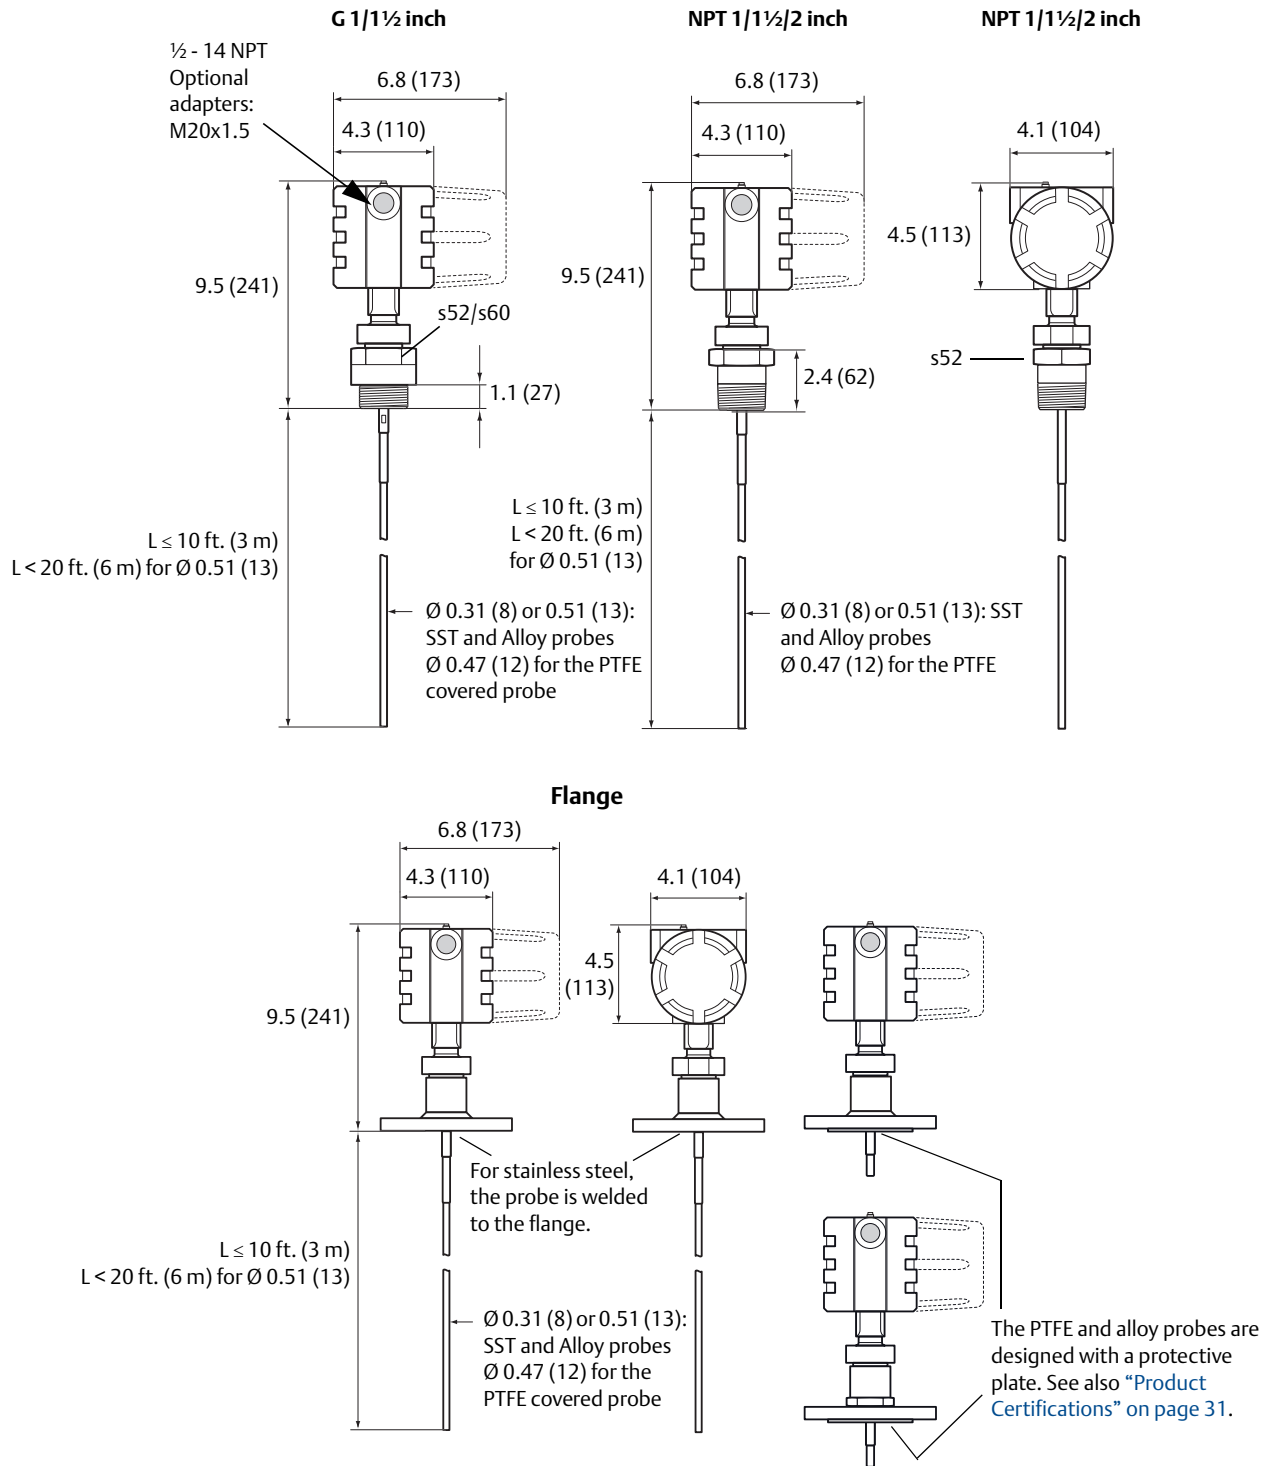 G 1/1½ inch
NPT 1/1½/2 inch
NPT 1/1½/2 inch
½ - 14 NPT
Optional
adapters:
M20x1.5
6.8 (173)
4.3 (110)
9.5 (241)
s52/s60
1.1 (27)
L ≤ 10 ft. (3 m)
L < 20 ft. (6 m) for Ø 0.51 (13)
Ø 0.31 (8) or 0.51 (13):
SST and Alloy probes
Ø 0.47 (12) for the PTFE
covered probe
6.8 (173)
4.3 (110)
9.5 (241)
2.4 (62)
L ≤ 10 ft. (3 m)
L < 20 ft. (6 m)
for Ø 0.51 (13)
Ø 0.31 (8) or 0.51 (13): SST
and Alloy probes
Ø 0.47 (12) for the PTFE
4.1 (104)
4.5 (113)
s52
Flange
6.8 (173)
4.3 (110)
9.5 (241)
4.1 (104)
4.5
(113)
For stainless steel,
the probe is welded
to the flange.
L ≤ 10 ft. (3 m)
L < 20 ft. (6 m) for Ø 0.51 (13)
Ø 0.31 (8) or 0.51 (13):
SST and Alloy probes
Ø 0.47 (12) for the
PTFE covered probe
The PTFE and alloy probes are
designed with a protective
plate. See also “Product
Certifications” on page 31.